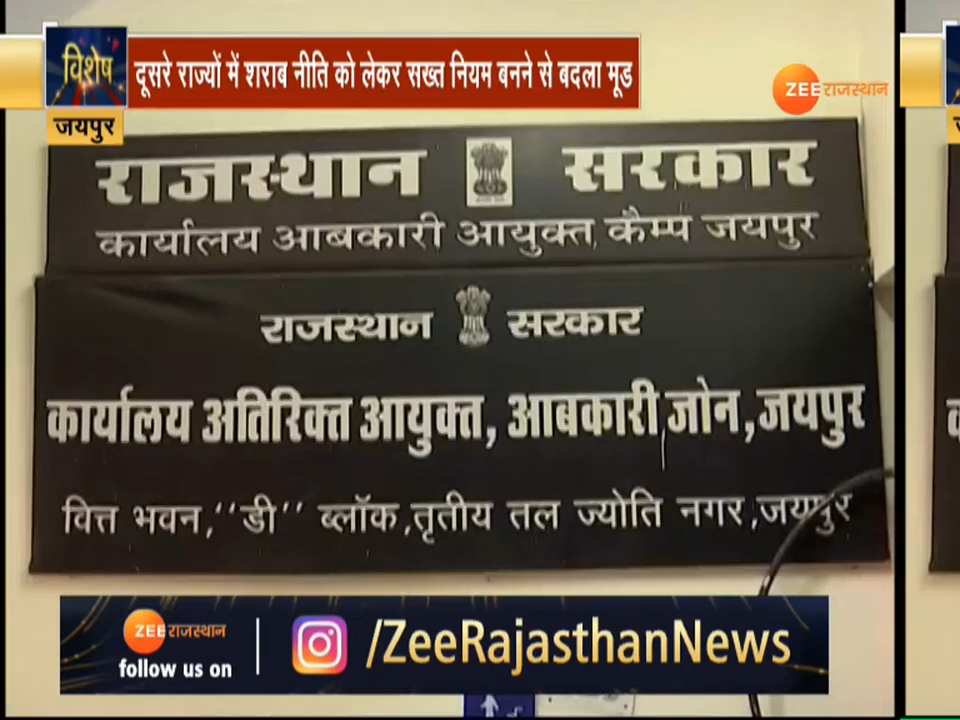 विशेष
दूसरे राज्यों में शराब नीति को लेकर सख्त नियम बनने से बदला मूड
ZEE राजस्थान
जयपुर
राजस्थान सरकार
कार्यालय आबकारी आयुक्त, कैम्प जयपुर
राजस्थान सरकार
कार्यालय अतिरिक्त आयुक्त, आबकारी जोन, जयपुर
वित्त भवन, ''डी'' ब्लॉक, तृतीय तल ज्योति नगर, जयपुर
ZEE राजस्थान
follow us on
/ZeeRajasthanNews